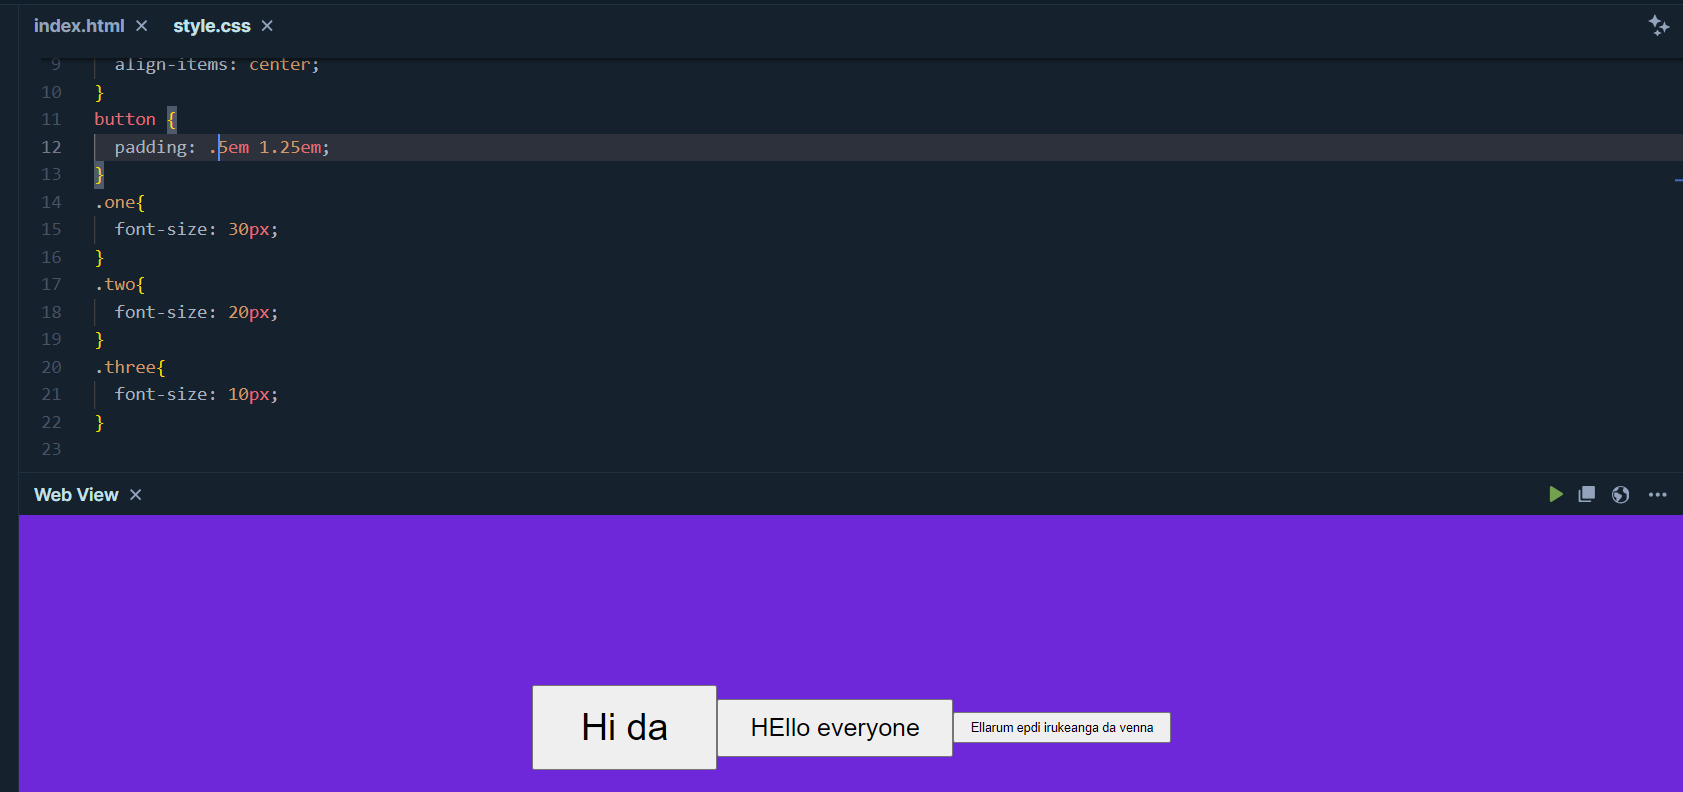 index.html × style.css ×
9 align-items: center;
10 }
11 button {
12 padding: .5em 1.25em;
13 }
14 .one{
15 font-size: 30px;
16 }
17 .two{
18 font-size: 20px;
19 }
20 .three{
21 font-size: 10px;
22 }
23
Web View ×
Hi da
HEllo everyone
Ellarum epdi irukeanga da venna